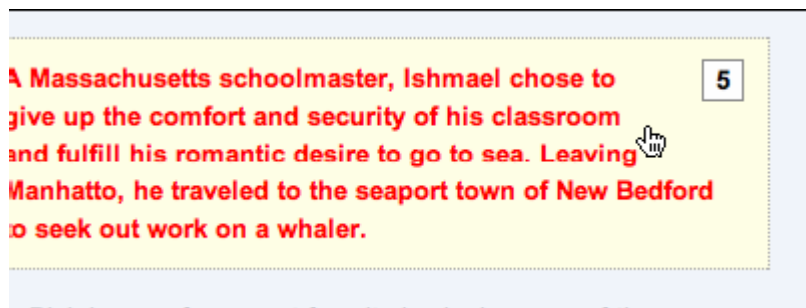 A Massachusetts schoolmaster, Ishmael chose to
5
give up the comfort and security of his classroom
and fulfill his romantic desire to go to sea. Leaving
Manhatto, he traveled to the seaport town of New Bedford
to seek out work on a whaler.